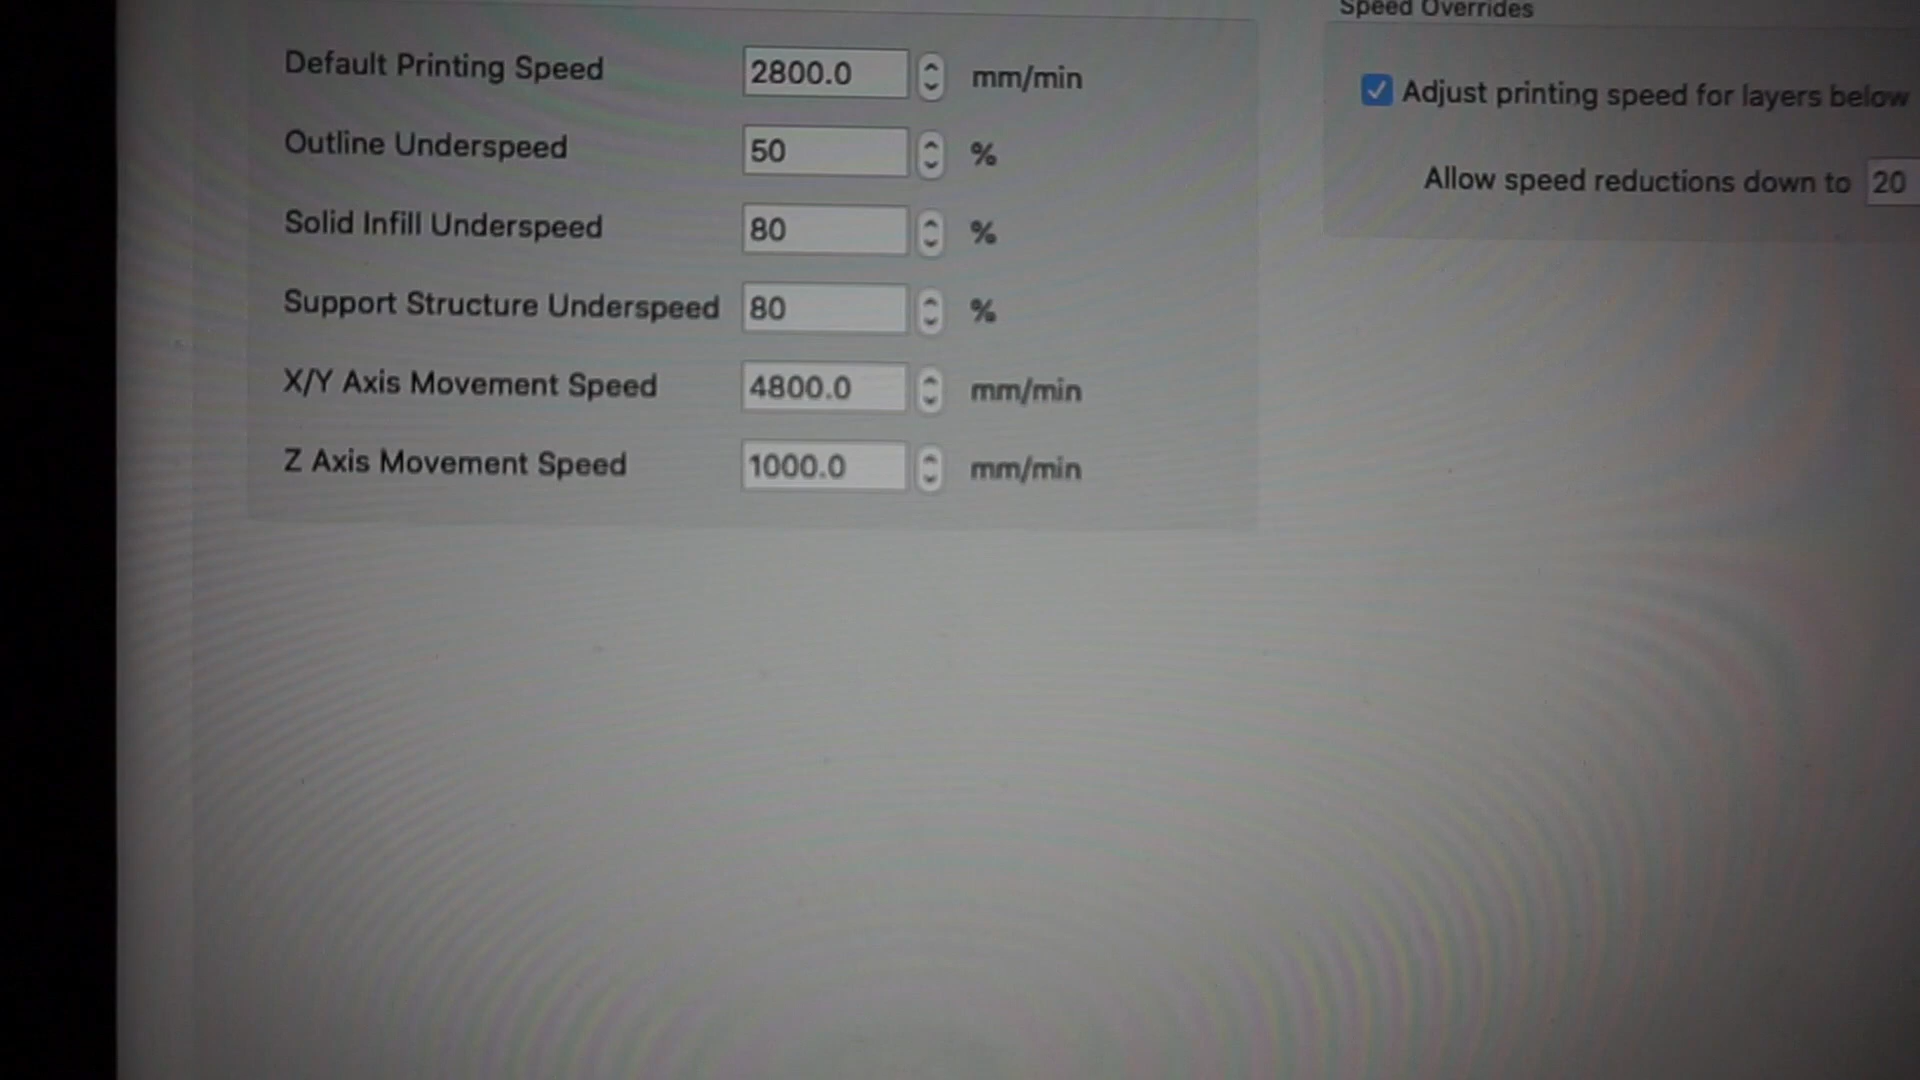 Speed Overrides
Default Printing Speed 2800.0 mm/min
Outline Underspeed 50 %
Solid Infill Underspeed 80 %
Support Structure Underspeed 80 %
X/Y Axis Movement Speed 4800.0 mm/min
Z Axis Movement Speed 1000.0 mm/min
Adjust printing speed for layers below
Allow speed reductions down to 20